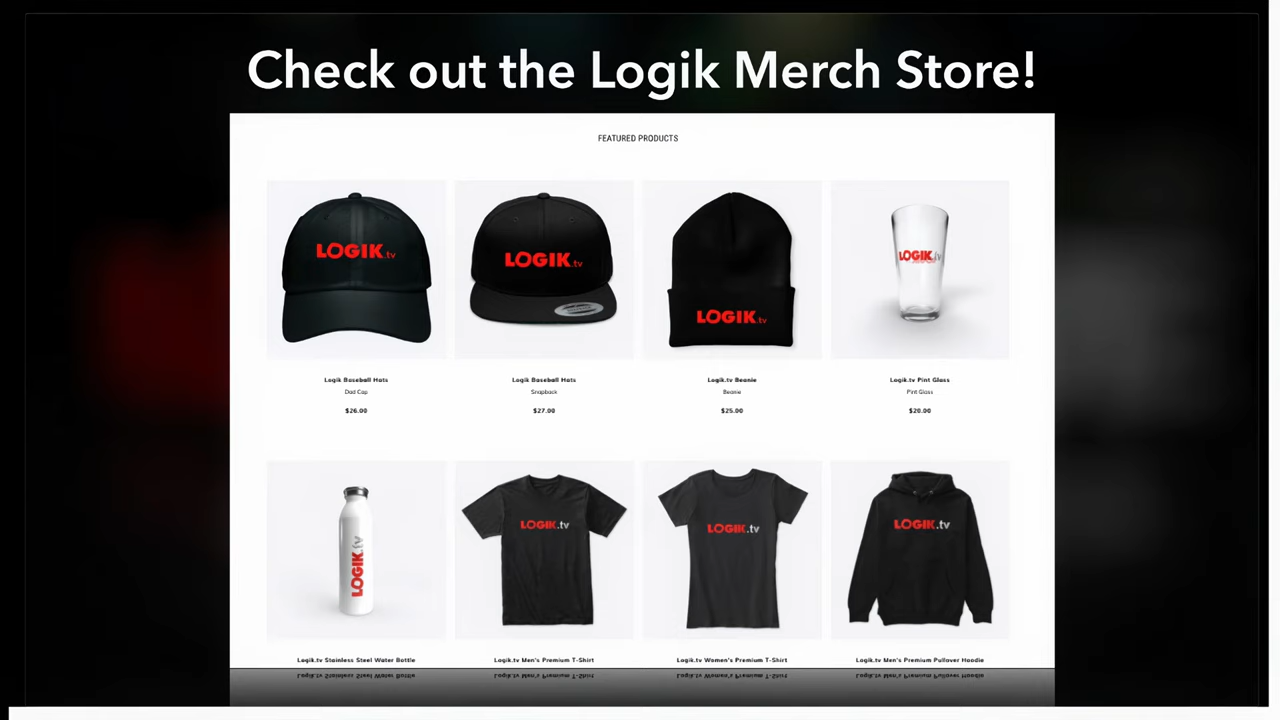 Check out the Logik Merch Store!
FEATURED PRODUCTS
LOGIK.tv
LOGIK.tv
LOGIK.tv
LOGIK.tv
Logik Baseball Hats
Logik Baseball Hats
Logik.tv Beanie
Logik.tv Pint Glass
Dad Cap
Snapback
Beanie
Pint Glass
$26.00
$27.00
$25.00
$20.00
LOGIK.tv
LOGIK.tv
LOGIK.tv
LOGIK.tv
Logik.tv Stainless Steel Water Bottle
Logik.tv Men's Premium T-Shirt
Logik.tv Women's Premium T-Shirt
Logik.tv Men's Premium Pullover Hoodie